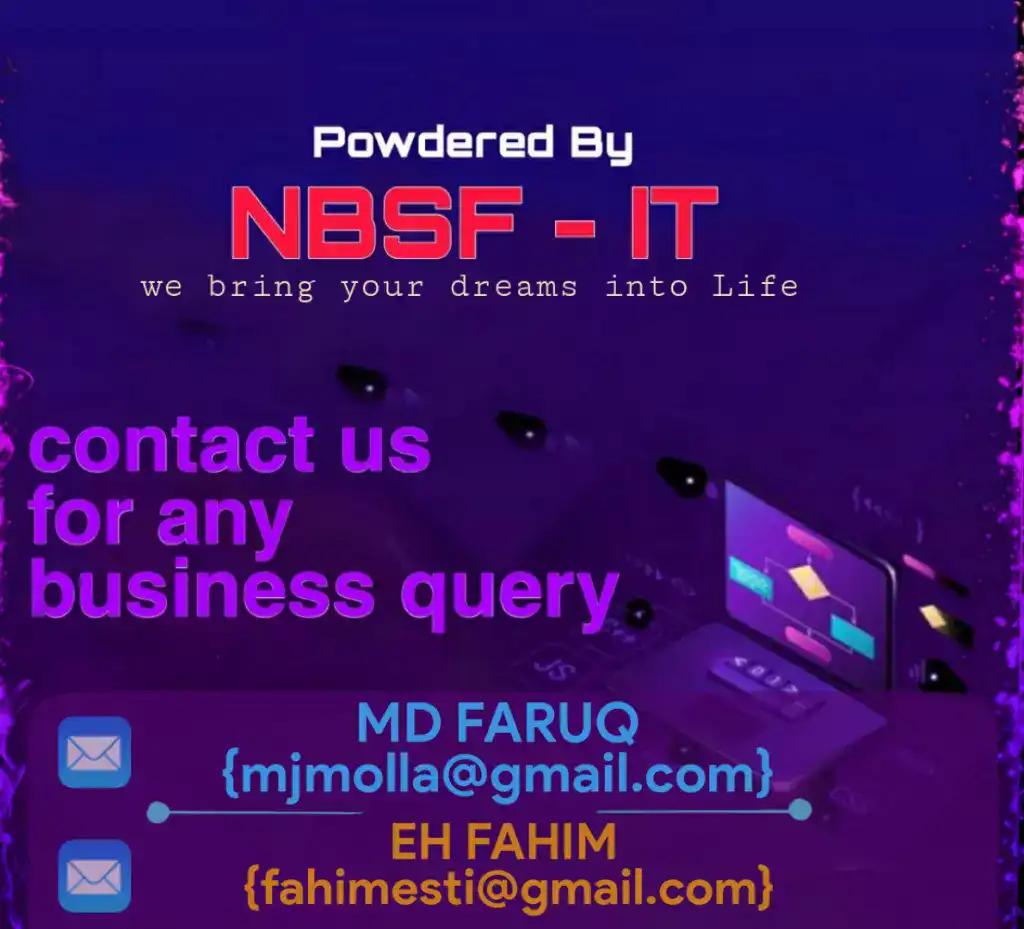 Powdered By
NBSF - IT
we bring your dreams into Life
contact us
for any
business query
JS
MD FARUQ
{mjmolla@gmail.com}
EH FAHIM
{fahimesti@gmail.com}